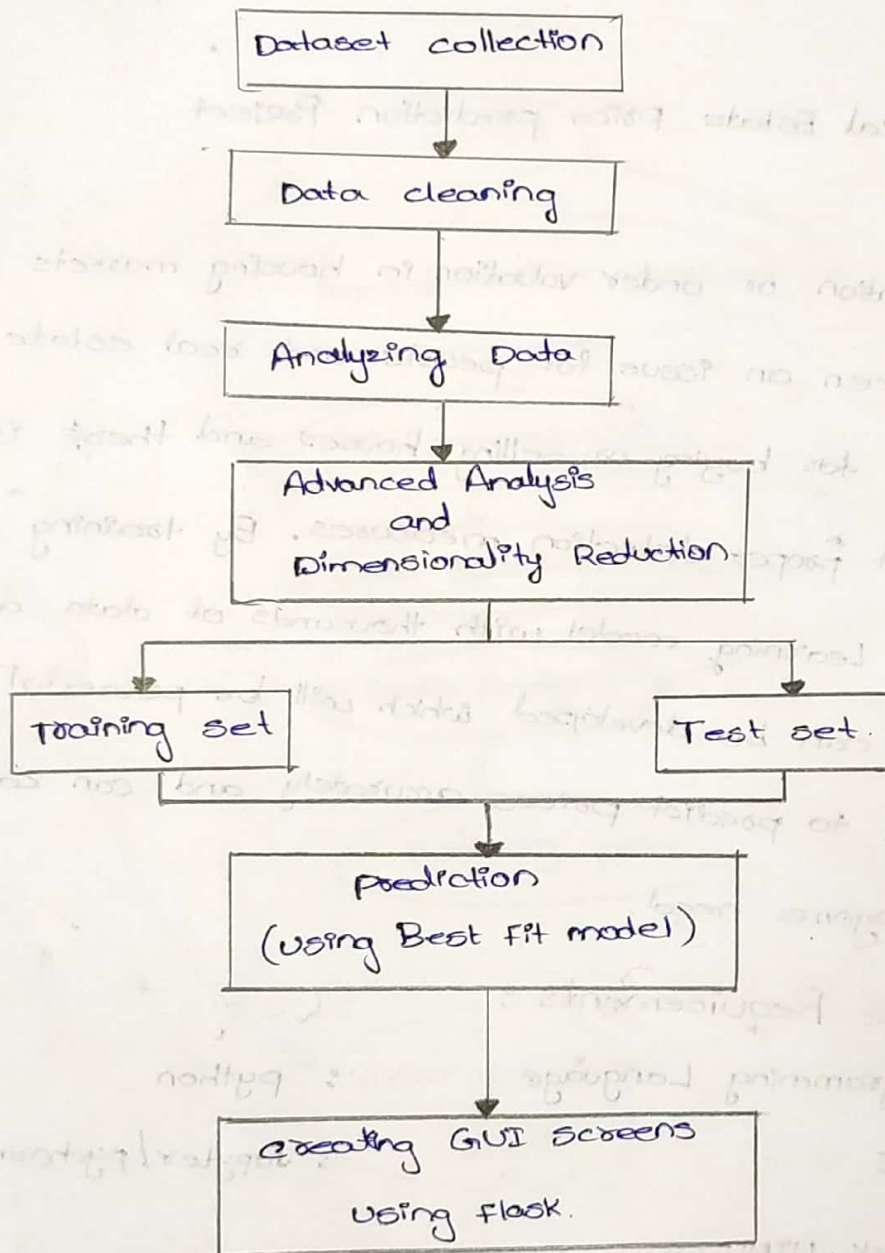 Dataset collection
Data cleaning
Analyzing Data
Advanced Analysis
and
Dimensionality Reduction
Training set
Test set.
Prediction
(using Best Fit model)
Creating GUI Screens
using flask.